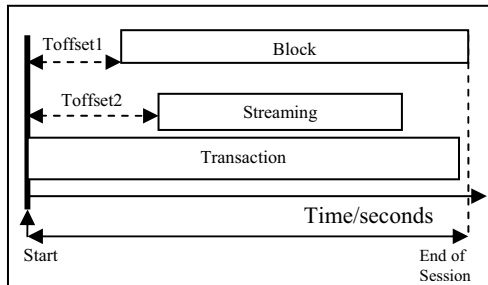 Toffset1
Block
Toffset2
Streaming
Transaction
Time/seconds
Start
End of
Session